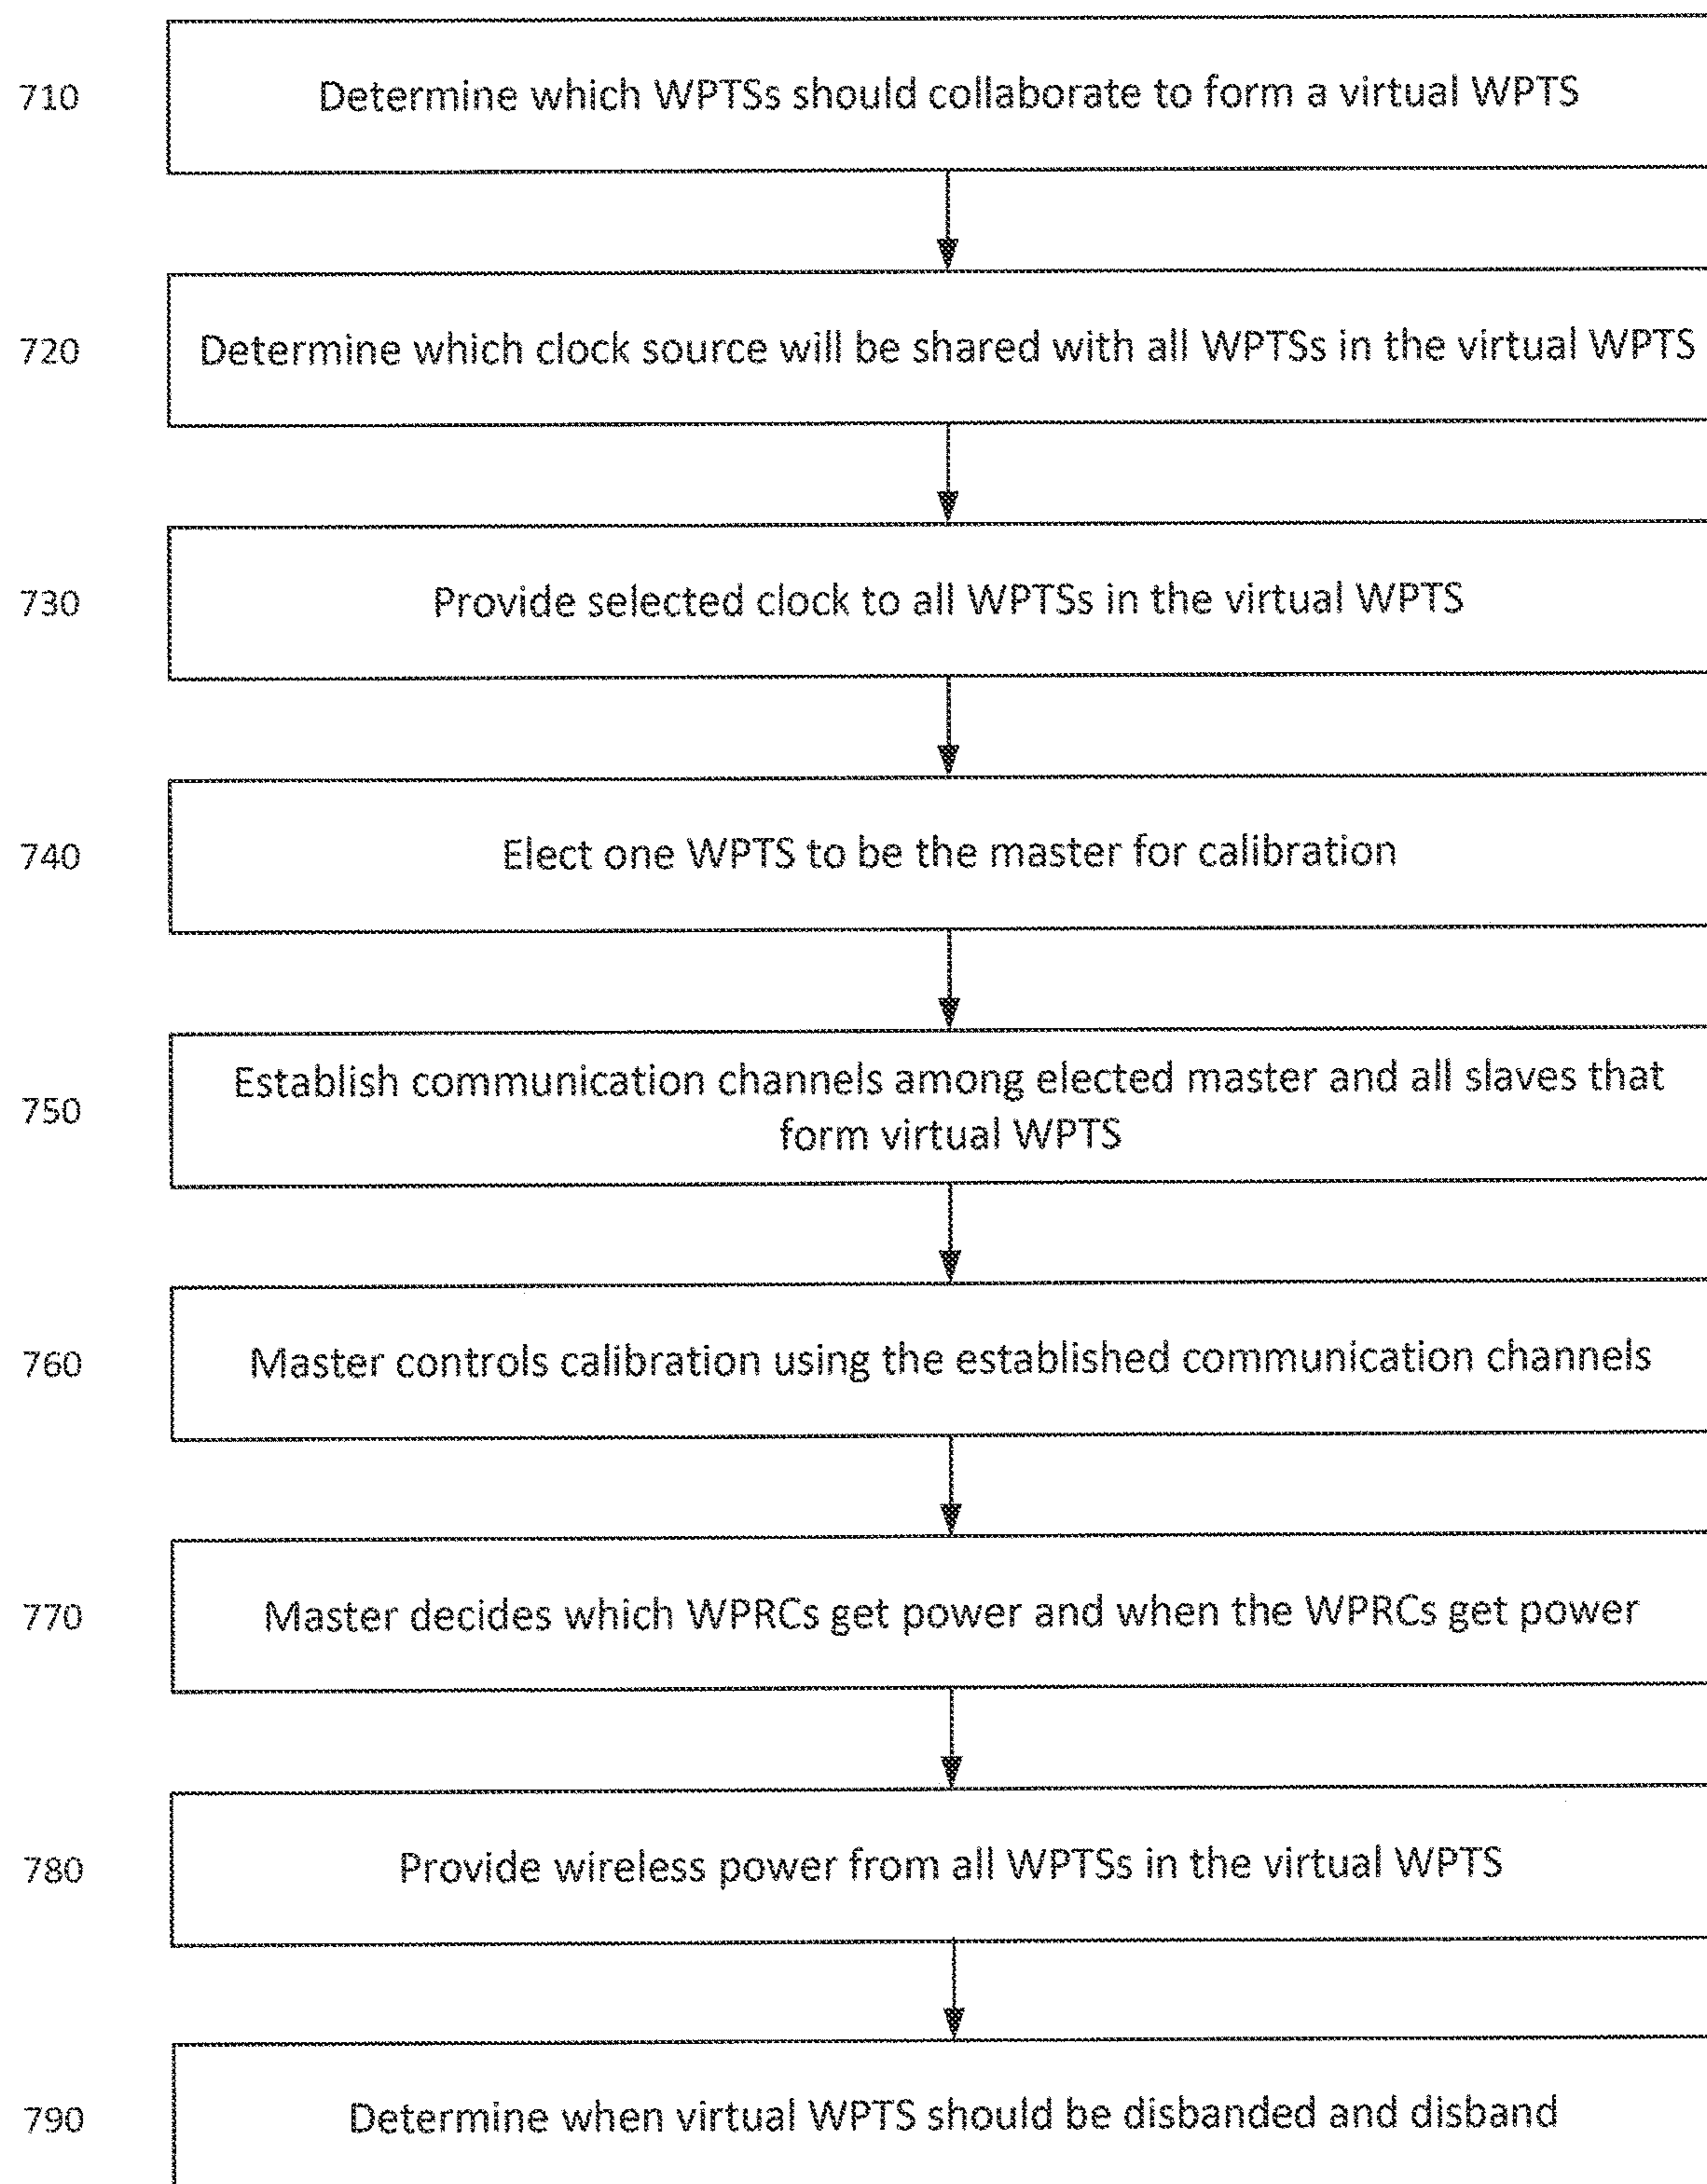 710
Determine which WPTSs should collaborate to form a virtual WPTS
720
Determine which clock source will be shared with all WPTSs in the virtual WPTS
730
Provide selected clock to all WPTSs in the virtual WPTS
740
Elect one WPTS to be the master for calibration
750
Establish communication channels among elected master and all slaves that
form virtual WPTS
760
Master controls calibration using the established communication channels
770
Master decides which WPRCs get power and when the WPRCs get power
780
Provide wireless power from all WPTSs in the virtual WPTS
790
Determine when virtual WPTS should be disbanded and disband